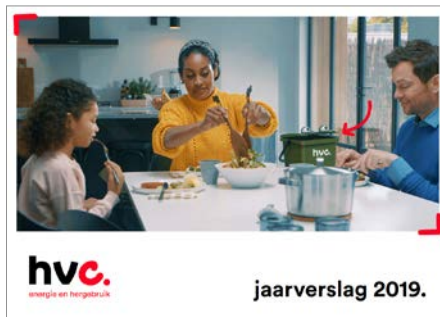 hvc.
hvc.
energie en hergebruik
jaarverslag 2019.